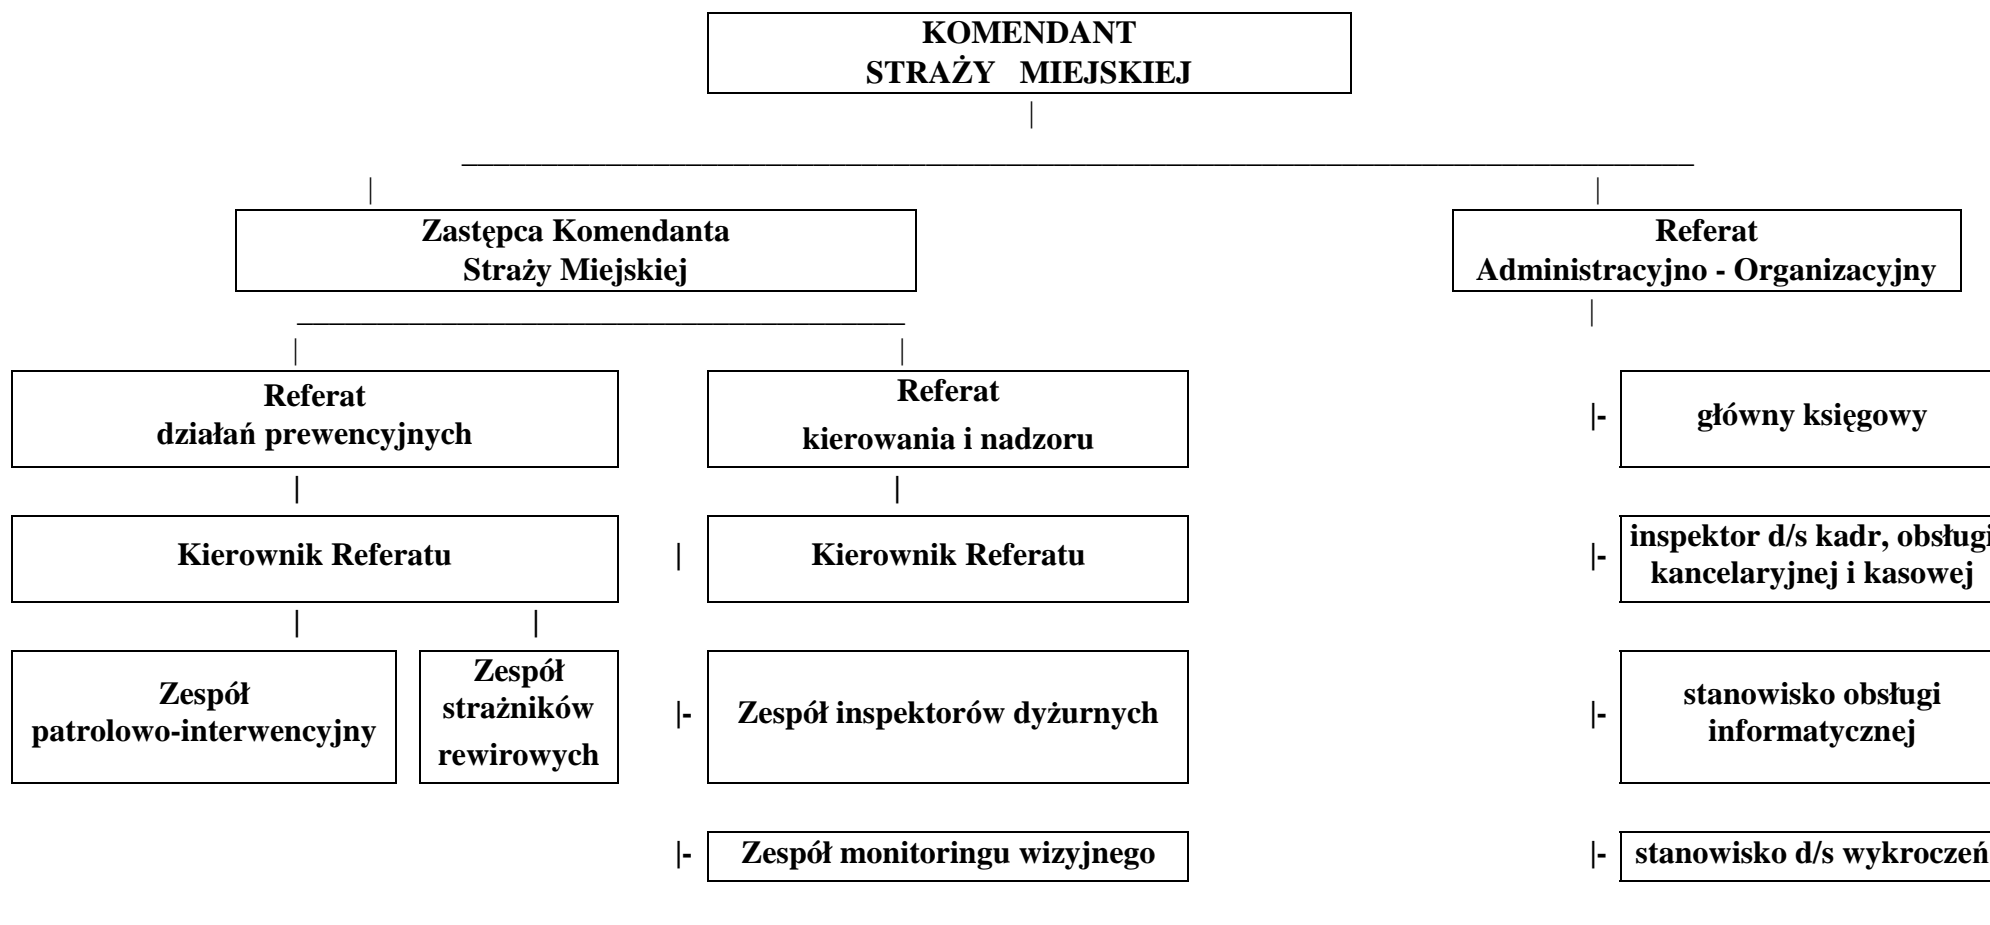 KOMENDANT
STRAŻY MIEJSKIEJ
Zastępca Komendanta
Straży Miejskiej
Referat
Administracyjno - Organizacyjny
Referat
działań prewencyjnych
Referat
kierowania i nadzoru
główny księgowy
Kierownik Referatu
Kierownik Referatu
inspektor d/s kadr, obsługi
kancelaryjnej i kasowej
Zespół
patrolowo-interwencyjny
Zespół
strażników
rewirowych
Zespół inspektorów dyżurnych
stanowisko obsługi
informatycznej
Zespół monitoringu wizyjnego
stanowisko d/s wykroczeń